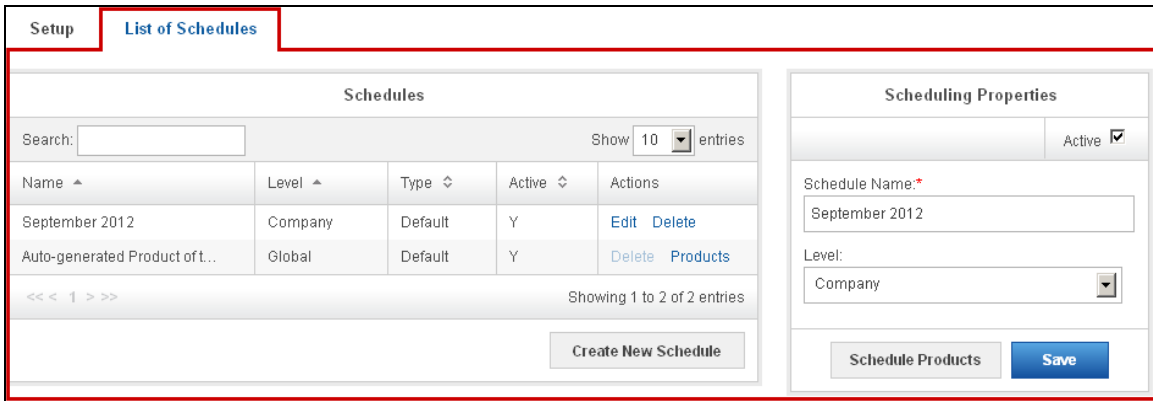 Setup List of Schedules
Schedules
Search: Show 10 entries
Name Level Type Active Actions
September 2012 Company Default Y Edit Delete
Auto-generated Product of t... Global Default Y Delete Products
<< < 1 > >> Showing 1 to 2 of 2 entries
Create New Schedule
Scheduling Properties
Active
Schedule Name:*
September 2012
Level:
Company
Schedule Products Save